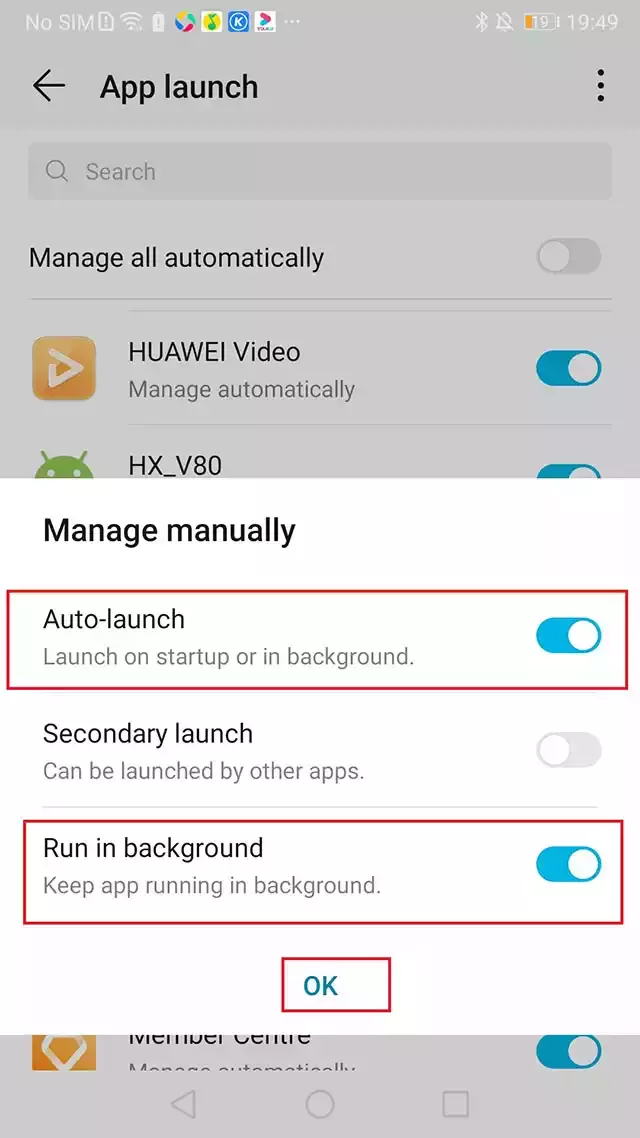 No SIM 19 19:49
App launch
Search
Manage all automatically
HUAWEI Video
Manage automatically
HX_V80
Manage manually
Auto-launch
Launch on startup or in background.
Secondary launch
Can be launched by other apps.
Run in background
Keep app running in background.
OK
Member Centre
Manage automatically